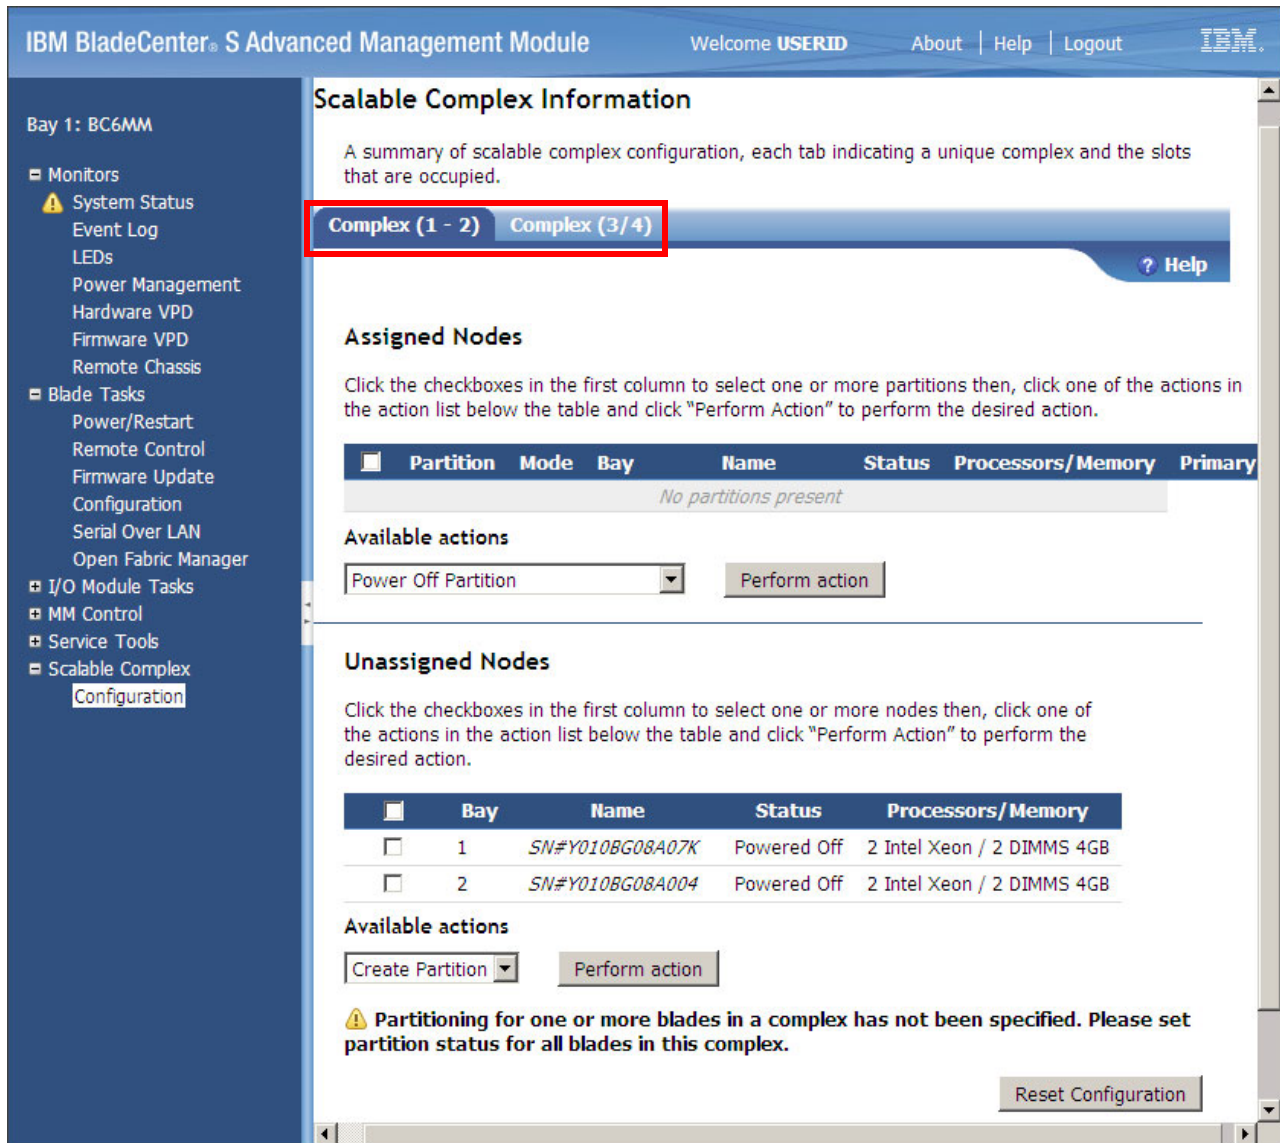 IBM BladeCenter® S Advanced Management Module Welcome USERID About | Help | Logout IBM.
Bay 1: BC6MM
Monitors
System Status
Event Log
LEDs
Power Management
Hardware VPD
Firmware VPD
Remote Chassis
Blade Tasks
Power/Restart
Remote Control
Firmware Update
Configuration
Serial Over LAN
Open Fabric Manager
I/O Module Tasks
MM Control
Service Tools
Scalable Complex
Configuration
Scalable Complex Information
A summary of scalable complex configuration, each tab indicating a unique complex and the slots
that are occupied.
Complex (1 - 2) Complex (3/4)
? Help
Assigned Nodes
Click the checkboxes in the first column to select one or more partitions then, click one of the actions in
the action list below the table and click “Perform Action” to perform the desired action.
Partition Mode Bay Name Status Processors/Memory Primary
No partitions present
Available actions
Power Off Partition Perform action
Unassigned Nodes
Click the checkboxes in the first column to select one or more nodes then, click one of
the actions in the action list below the table and click “Perform Action” to perform the
desired action.
Bay Name Status Processors/Memory
1 SN#Y010BG08A07K Powered Off 2 Intel Xeon / 2 DIMMS 4GB
2 SN#Y010BG08A004 Powered Off 2 Intel Xeon / 2 DIMMS 4GB
Available actions
Create Partition Perform action
Partitioning for one or more blades in a complex has not been specified. Please set
partition status for all blades in this complex.
Reset Configuration